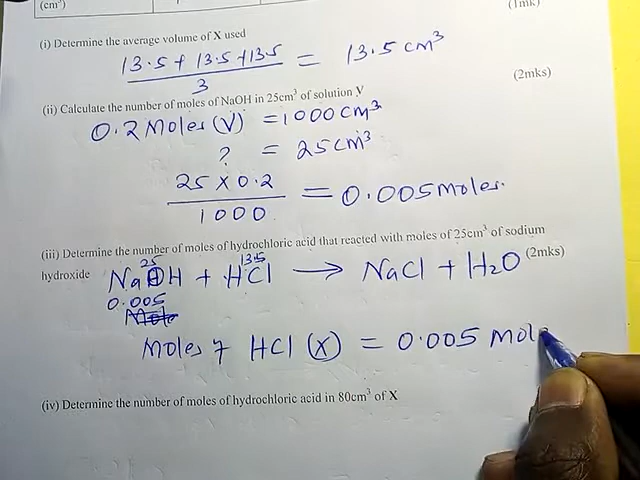 (cm³)
(1mk)
(i) Determine the average volume of X used
13.5 + 13.5 + 13.5 = 13.5 cm³
3
(2mks)
(ii) Calculate the number of moles of NaOH in 25cm³ of solution V
0.2 Moles (V) = 1000 cm³
? = 25 cm³
25 X 0.2 = 0.005 moles.
1000
(iii) Determine the number of moles of hydrochloric acid that reacted with moles of 25cm³ of sodium
hydroxide (2mks)
25 13.5
NaOH + HCl → NaCl + H₂O
0.005
Mole
Moles of HCl (X) = 0.005 mol
(iv) Determine the number of moles of hydrochloric acid in 80cm³ of X